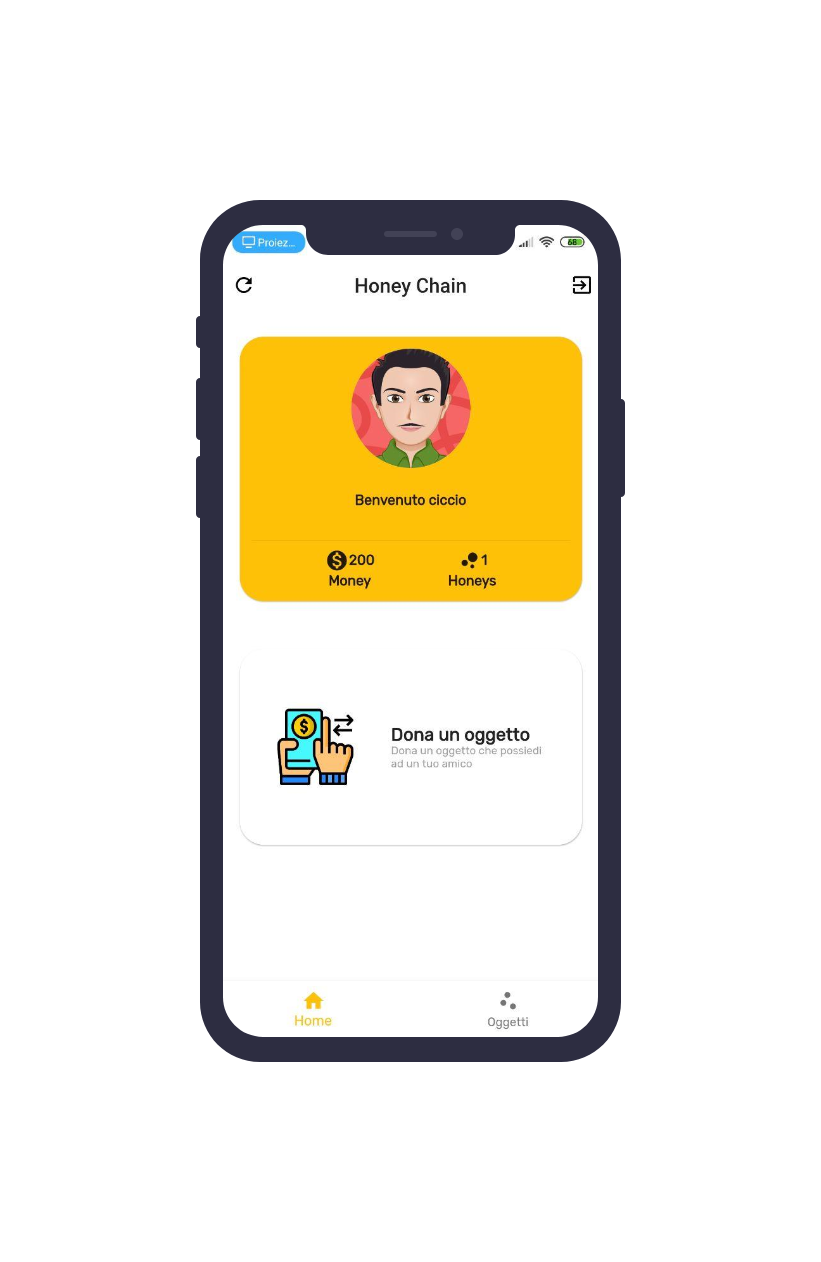 Proiez...
68
Honey Chain
Benvenuto ciccio
200
1
Money
Honeys
Dona un oggetto
Dona un oggetto che possiedi
ad un tuo amico
Home
Oggetti